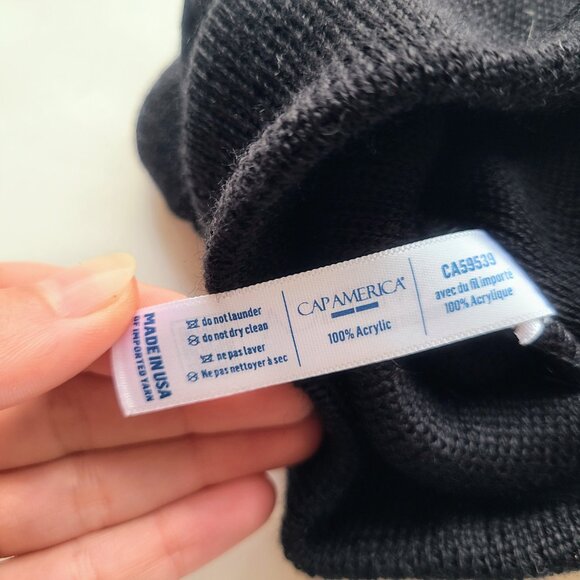 MADE IN USA
OF IMPORTED YARN
do not launder
do not dry clean
ne pas laver
Ne pas nettoyer à sec
CAP AMERICA®
100% Acrylic
CA59539
avec du fil importe
100% Acrylique